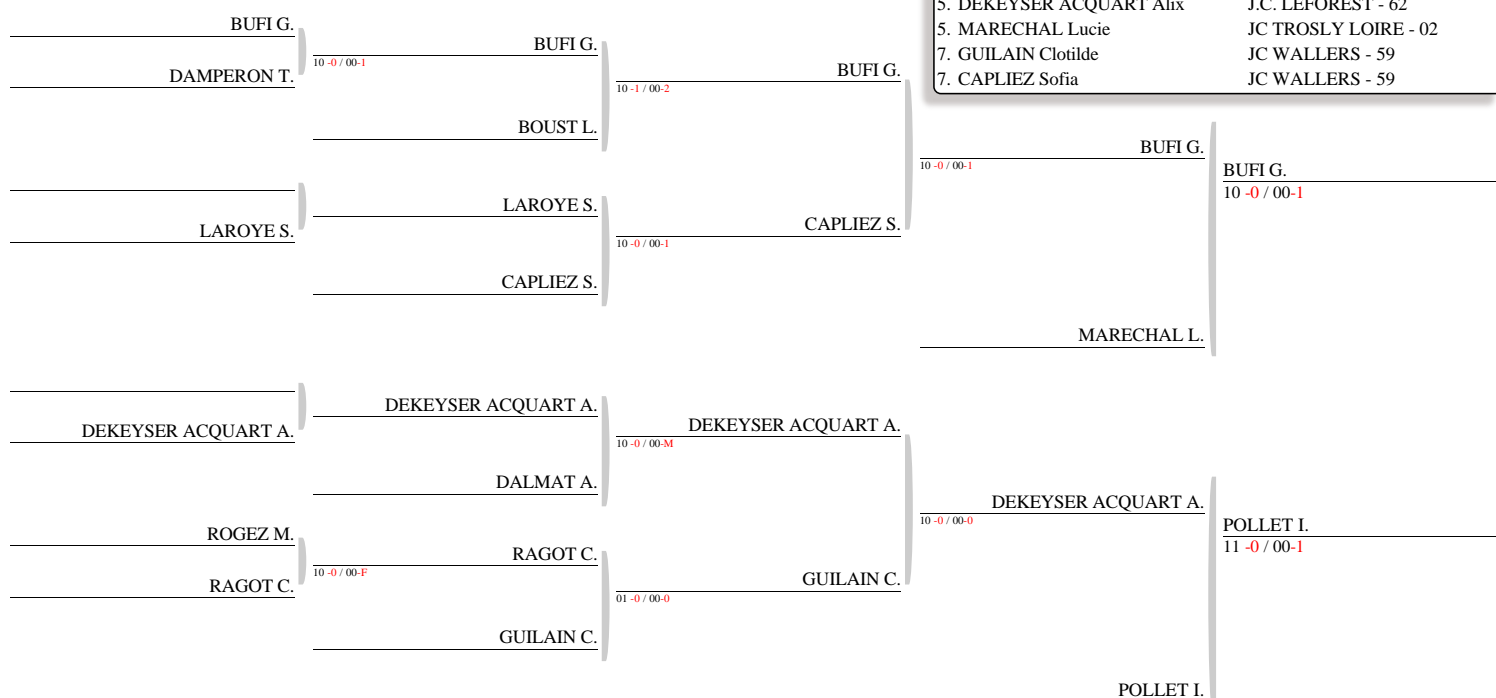 5. DEKEYSER ACQUART Alix J.C. LEFOREST - 62
5. MARECHAL Lucie JC TROSLY LOIRE - 02
7. GUILAIN Clotilde JC WALLERS - 59
7. CAPLIEZ Sofia JC WALLERS - 59
BUFI G.
DAMPERON T.
LAROYE S.
DEKEYSER ACQUART A.
ROGEZ M.
RAGOT C.
BUFI G.
10 -0 / 00-1
BOUST L.
LAROYE S.
CAPLIEZ S.
DEKEYSER ACQUART A.
DALMAT A.
RAGOT C.
10 -0 / 00-F
GUILAIN C.
BUFI G.
10 -1 / 00-2
CAPLIEZ S.
10 -0 / 00-1
DEKEYSER ACQUART A.
10 -0 / 00-M
GUILAIN C.
01 -0 / 00-0
BUFI G.
10 -0 / 00-1
MARECHAL L.
DEKEYSER ACQUART A.
10 -0 / 00-0
POLLET I.
BUFI G.
10 -0 / 00-1
POLLET I.
11 -0 / 00-1